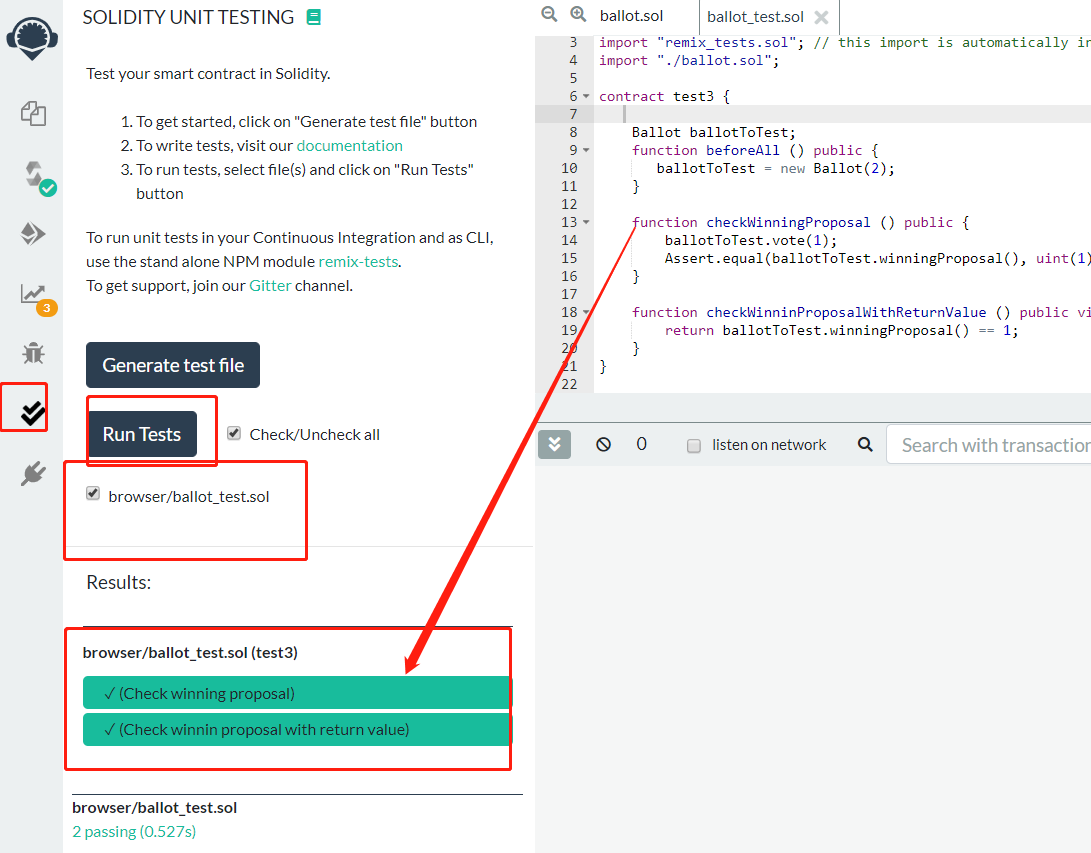 SOLIDITY UNIT TESTING
Test your smart contract in Solidity.
1. To get started, click on "Generate test file" button
2. To write tests, visit our documentation
3. To run tests, select file(s) and click on "Run Tests"
button
To run unit tests in your Continuous Integration and as CLI,
use the stand alone NPM module remix-tests.
To get support, join our Gitter channel.
3
Generate test file
Run Tests
Check/Uncheck all
browser/ballot_test.sol
Results:
browser/ballot_test.sol (test3)
✓ (Check winning proposal)
✓ (Check winnin proposal with return value)
browser/ballot_test.sol
2 passing (0.527s)
ballot.sol
ballot_test.sol
3 import "remix_tests.sol"; // this import is automatically in
4 import "./ballot.sol";
5
6 contract test3 {
7
8 Ballot ballotToTest;
9 function beforeAll () public {
10 ballotToTest = new Ballot(2);
11 }
12
13 function checkWinningProposal () public {
14 ballotToTest.vote(1);
15 Assert.equal(ballotToTest.winningProposal(), uint(1)
16 }
17
18 function checkWinninProposalWithReturnValue () public vi
19 return ballotToTest.winningProposal() == 1;
20 }
21 }
22
0
listen on network
Search with transaction